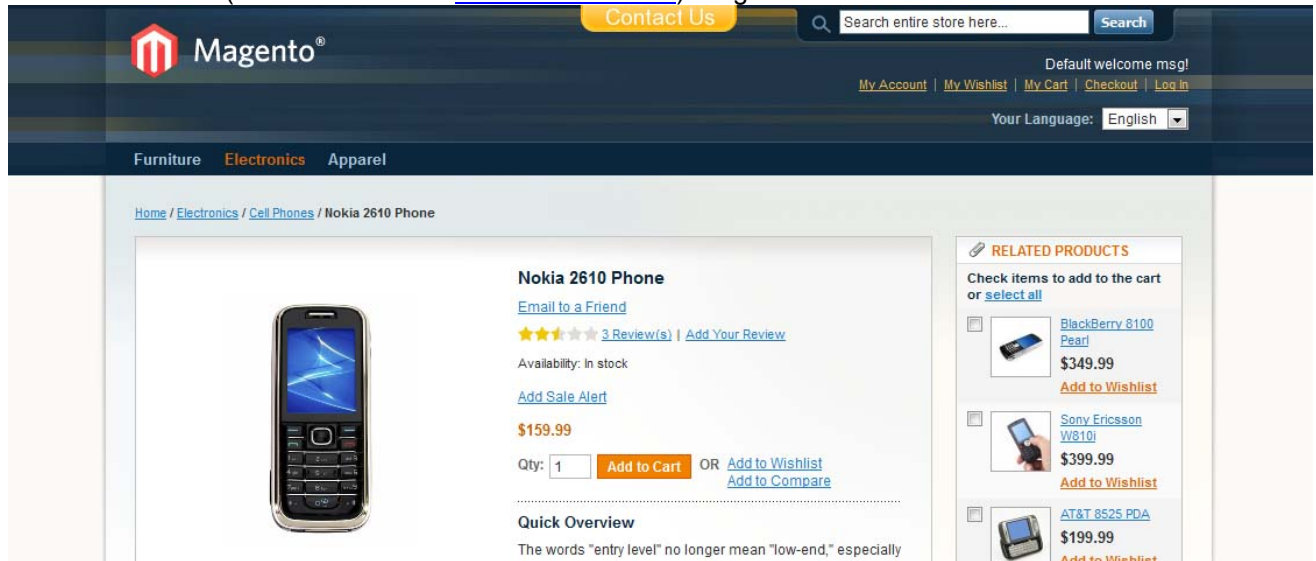 Contact Us
Search entire store here...
Search
Magento®
Default welcome msg!
My Account | My Wishlist | My Cart | Checkout | Log In
Your Language: English
Furniture Electronics Apparel
Home / Electronics / Cell Phones / Nokia 2610 Phone
Nokia 2610 Phone
Email to a Friend
3 Review(s) | Add Your Review
Availability: In stock
Add Sale Alert
$159.99
Qty: 1 Add to Cart OR Add to Wishlist
Add to Compare
Quick Overview
The words "entry level" no longer mean "low-end," especially
RELATED PRODUCTS
Check items to add to the cart
or select all
BlackBerry 8100
Pearl
$349.99
Add to Wishlist
Sony Ericsson
W810i
$399.99
Add to Wishlist
AT&T 8525 PDA
$199.99
Add to Wishlist